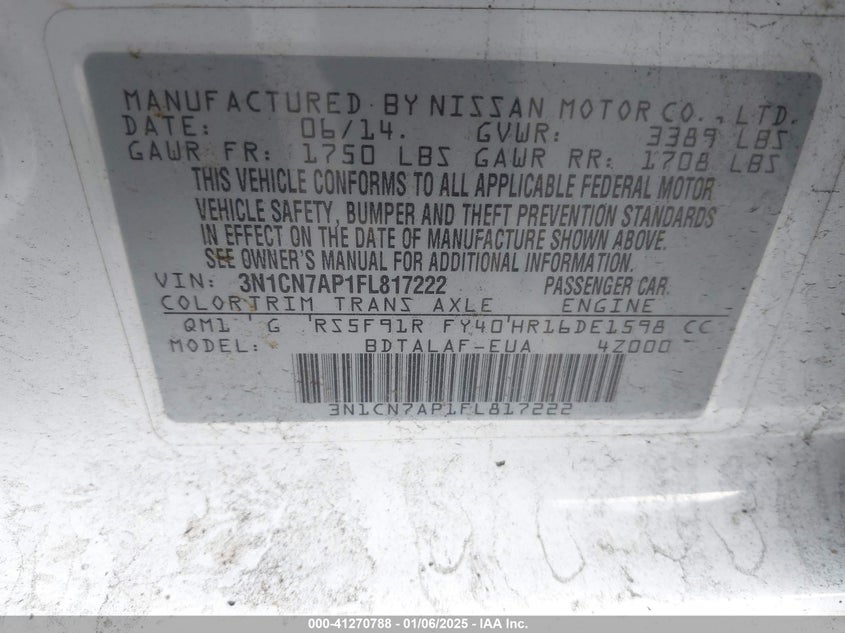 MANUFACTURED BY NISSAN MOTOR CO., LTD.
DATE: 06/14. GVWR: 3389 LBS
GAWR FR: 1750 LBS GAWR RR: 1708 LBS
THIS VEHICLE CONFORMS TO ALL APPLICABLE FEDERAL MOTOR
VEHICLE SAFETY, BUMPER AND THEFT PREVENTION STANDARDS
IN EFFECT ON THE DATE OF MANUFACTURE SHOWN ABOVE.
SEE OWNER'S MANUAL FOR ADDITIONAL INFORMATION.
VIN: 3N1CN7AP1FL817222 PASSENGER CAR.
COLOR TRIM TRANS AXLE ENGINE
QM1 G RS5F91R FY40 HR16DE1598 CC
MODEL: BDTALAF-EUA 4Z000
3N1CN7AP1FL817222
000-41270788 - 01/06/2025 - IAA Inc.